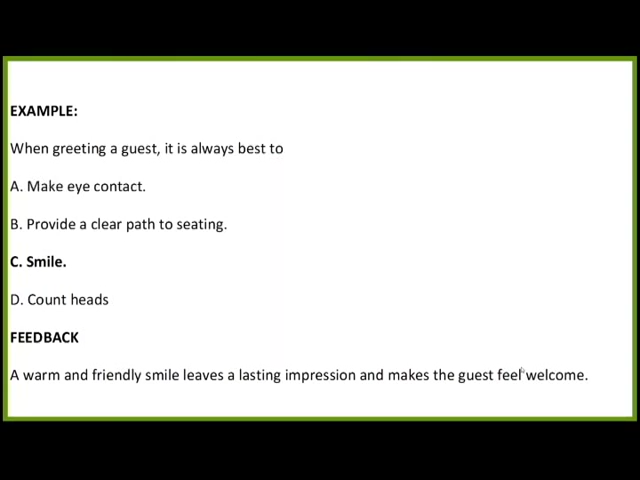 EXAMPLE:
When greeting a guest, it is always best to
A. Make eye contact.
B. Provide a clear path to seating.
C. Smile.
D. Count heads
FEEDBACK
A warm and friendly smile leaves a lasting impression and makes the guest feel welcome.